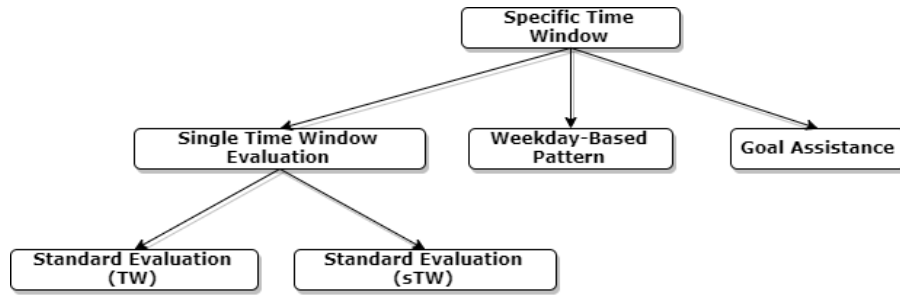 Specific Time
Window
Single Time Window
Evaluation
Weekday-Based
Pattern
Goal Assistance
Standard Evaluation
(TW)
Standard Evaluation
(sTW)